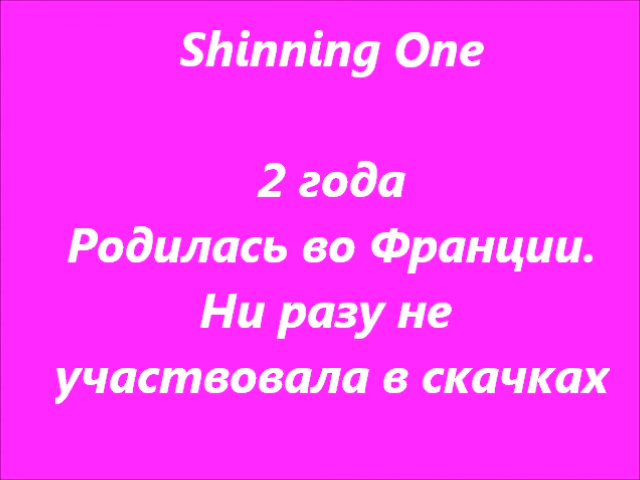 Shinning One
2 года
Родилась во Франции.
Ни разу не
участвовала в скачках